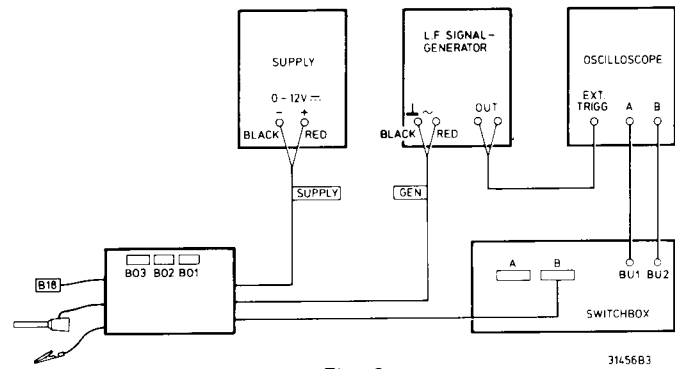 SUPPLY
0-12V
- +
BLACK RED
L.F SIGNAL-
GENERATOR
~ OUT
BLACK RED
OSCILLOSCOPE
EXT.
TRIGG A B
SUPPLY
GEN
B18
BO3 BO2 BO1
A B
BU1 BU2
SWITCHBOX
31456B3